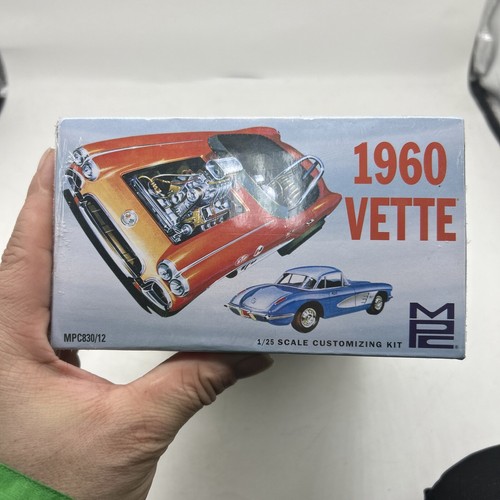 1960
VETTE
MPC830/12
1/25 SCALE CUSTOMIZING KIT
MPC